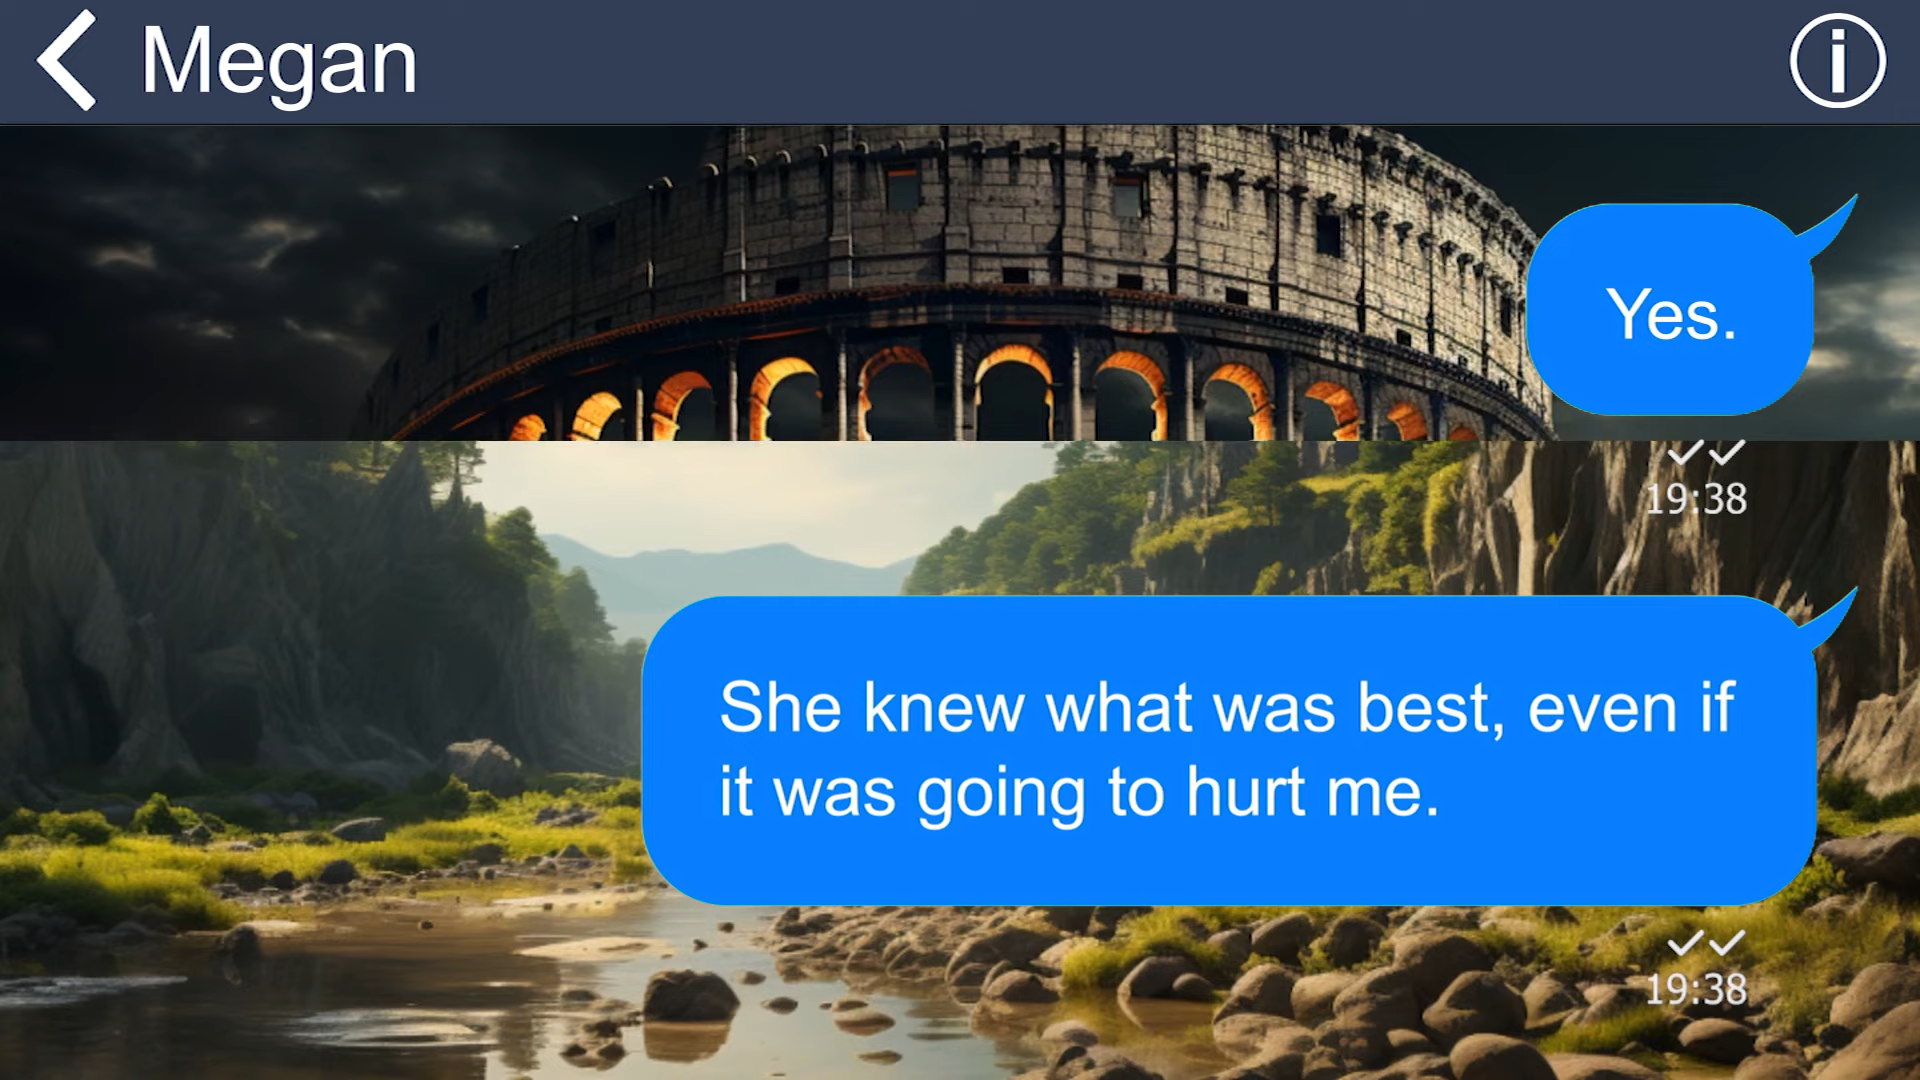 Megan
Yes.
19:38
She knew what was best, even if
it was going to hurt me.
19:38